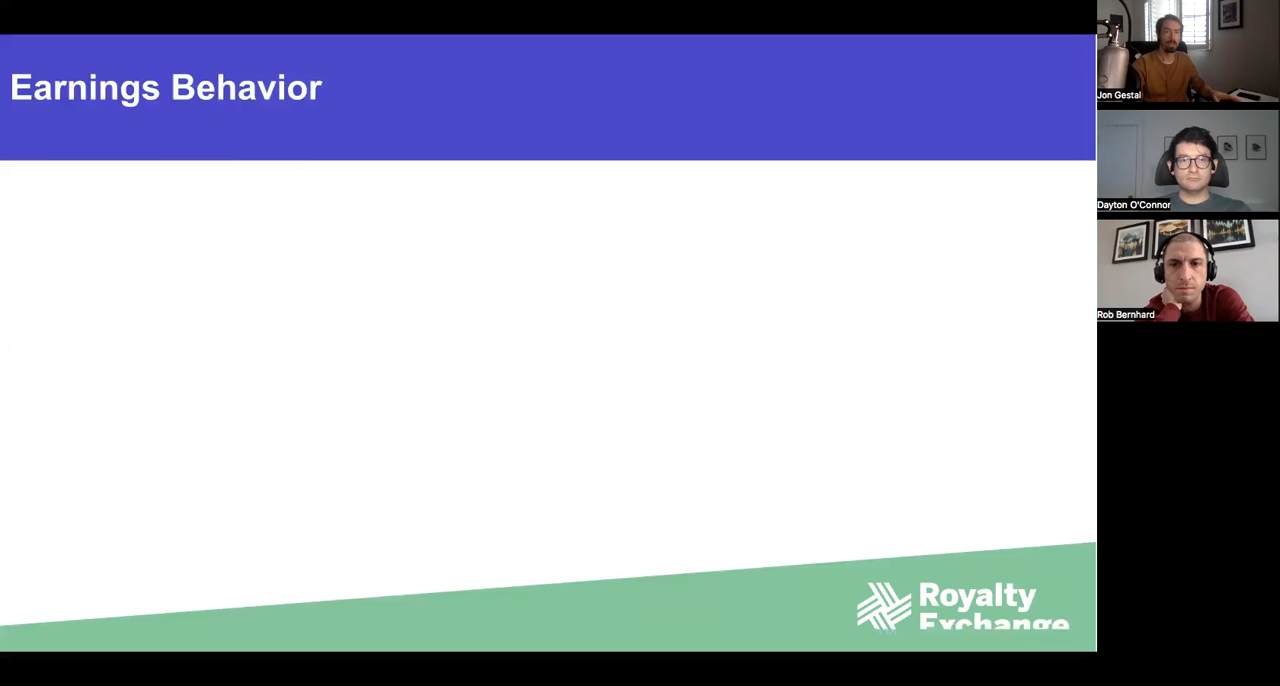 Earnings Behavior
Jon Gestal
Dayton O'Connor
Rob Bernhard
Royalty
Exchange